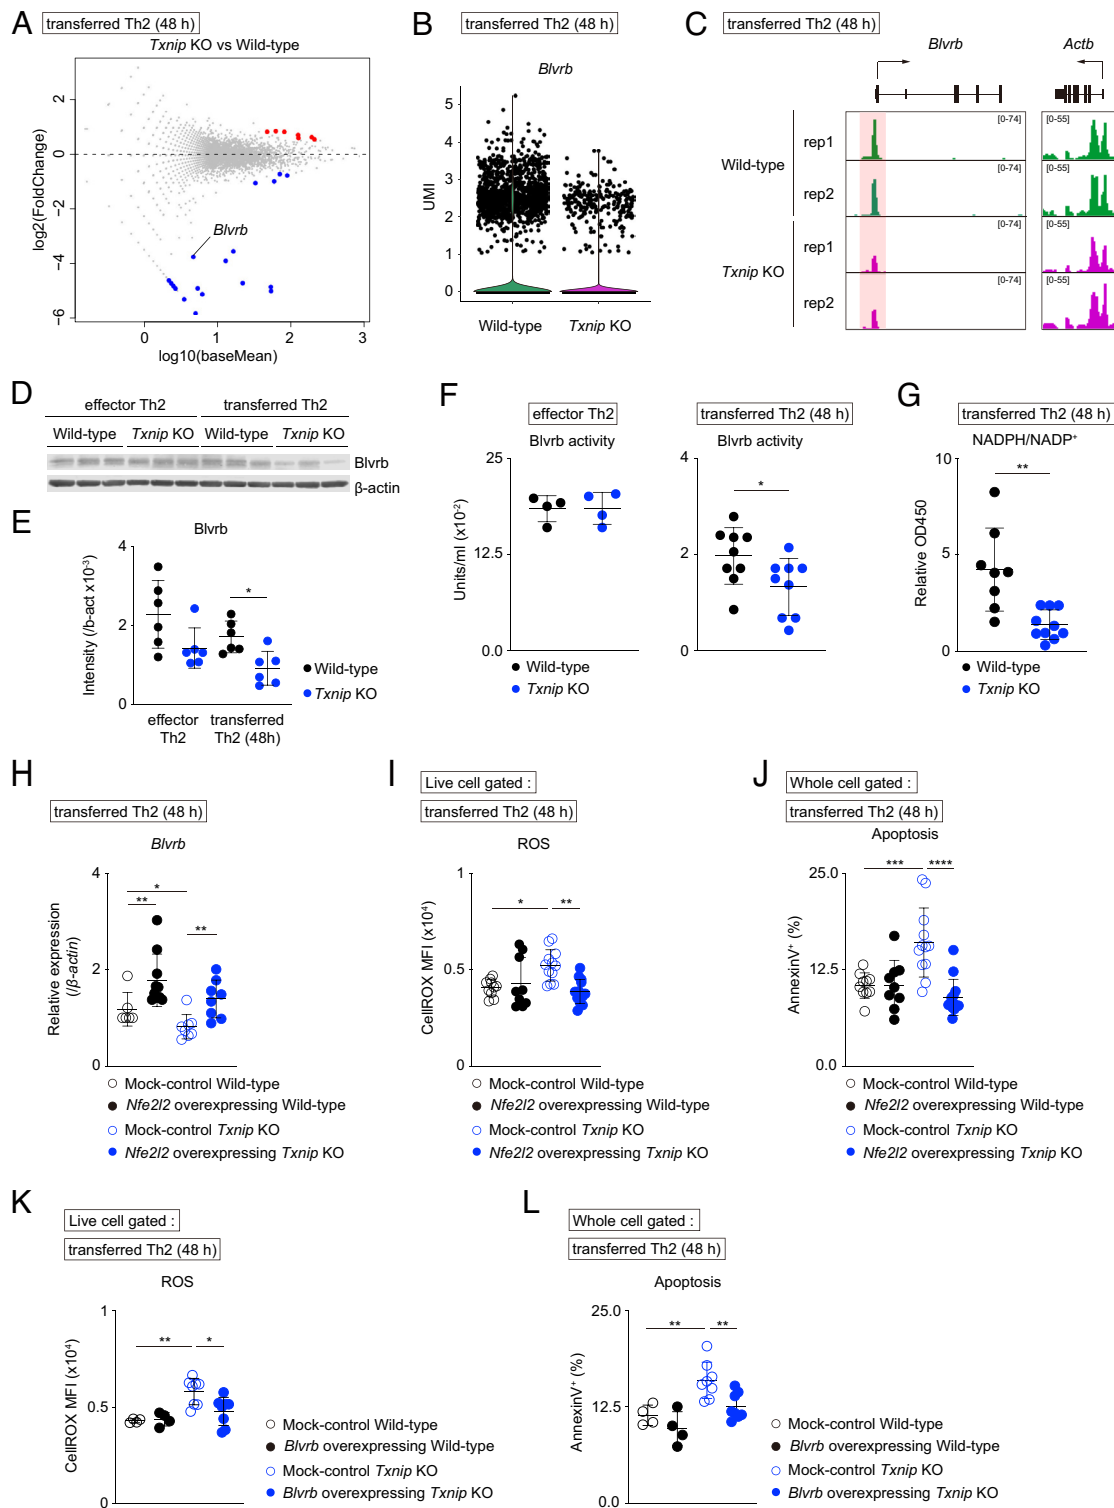 A
transferred Th2 (48 h)
Txnip KO vs Wild-type
log2(FoldChange)
2
0
−2
−4
−6
Blvrb
0
1
2
3
log10(baseMean)
B
transferred Th2 (48 h)
Blvrb
UMI
5
4
3
2
1
0
Wild-type
Txnip KO
C
transferred Th2 (48 h)
Blvrb
Actb
Wild-type
rep1
[0-74]
[0-55]
rep2
[0-74]
[0-55]
Txnip KO
rep1
[0-74]
[0-55]
rep2
[0-74]
[0-55]
D
effector Th2
transferred Th2
Wild-type
Txnip KO
Wild-type
Txnip KO
Blvrb
β-actin
E
Blvrb
Intensity (/b-act x10-3)
4
2
0
*
effector
Th2
transferred
Th2 (48h)
Wild-type
Txnip KO
F
effector Th2
Blvrb activity
Units/ml (x10-2)
25
12.5
0.0
transferred Th2 (48 h)
Blvrb activity
4
2
0
*
Wild-type
Txnip KO
G
transferred Th2 (48 h)
NADPH/NADP+
Relative OD450
10
5
0
**
Wild-type
Txnip KO
H
transferred Th2 (48 h)
Blvrb
Relative expression
(/β-actin)
4
2
0
*
**
**
Mock-control Wild-type
Nfe2l2 overexpressing Wild-type
Mock-control Txnip KO
Nfe2l2 overexpressing Txnip KO
I
Live cell gated :
transferred Th2 (48 h)
ROS
CellROX MFI (x104)
1
0.5
0
*
**
Mock-control Wild-type
Nfe2l2 overexpressing Wild-type
Mock-control Txnip KO
Nfe2l2 overexpressing Txnip KO
J
Whole cell gated :
transferred Th2 (48 h)
Apoptosis
AnnexinV+ (%)
25.0
12.5
0.0
***
****
Mock-control Wild-type
Nfe2l2 overexpressing Wild-type
Mock-control Txnip KO
Nfe2l2 overexpressing Txnip KO
K
Live cell gated :
transferred Th2 (48 h)
ROS
CellROX MFI (x104)
1
0.5
0
**
*
Mock-control Wild-type
Blvrb overexpressing Wild-type
Mock-control Txnip KO
Blvrb overexpressing Txnip KO
L
Whole cell gated :
transferred Th2 (48 h)
Apoptosis
AnnexinV+ (%)
25.0
12.5
0.0
**
**
Mock-control Wild-type
Blvrb overexpressing Wild-type
Mock-control Txnip KO
Blvrb overexpressing Txnip KO